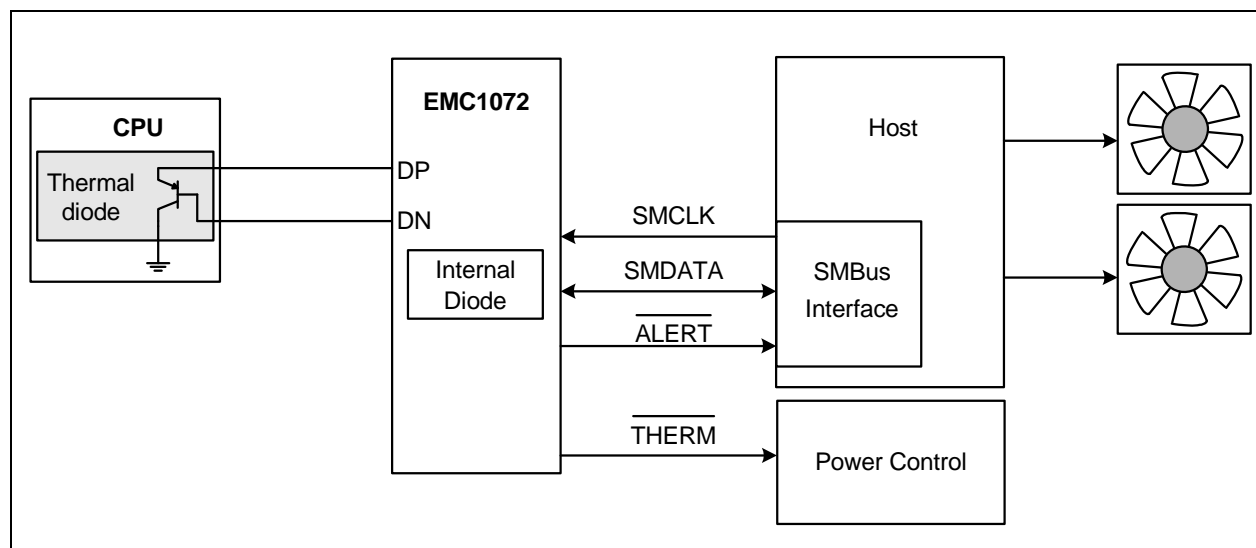 CPU
Thermal
diode
EMC1072
DP
DN
Internal
Diode
SMCLK
SMDATA
ALERT
THERM
Host
SMBus
Interface
Power Control